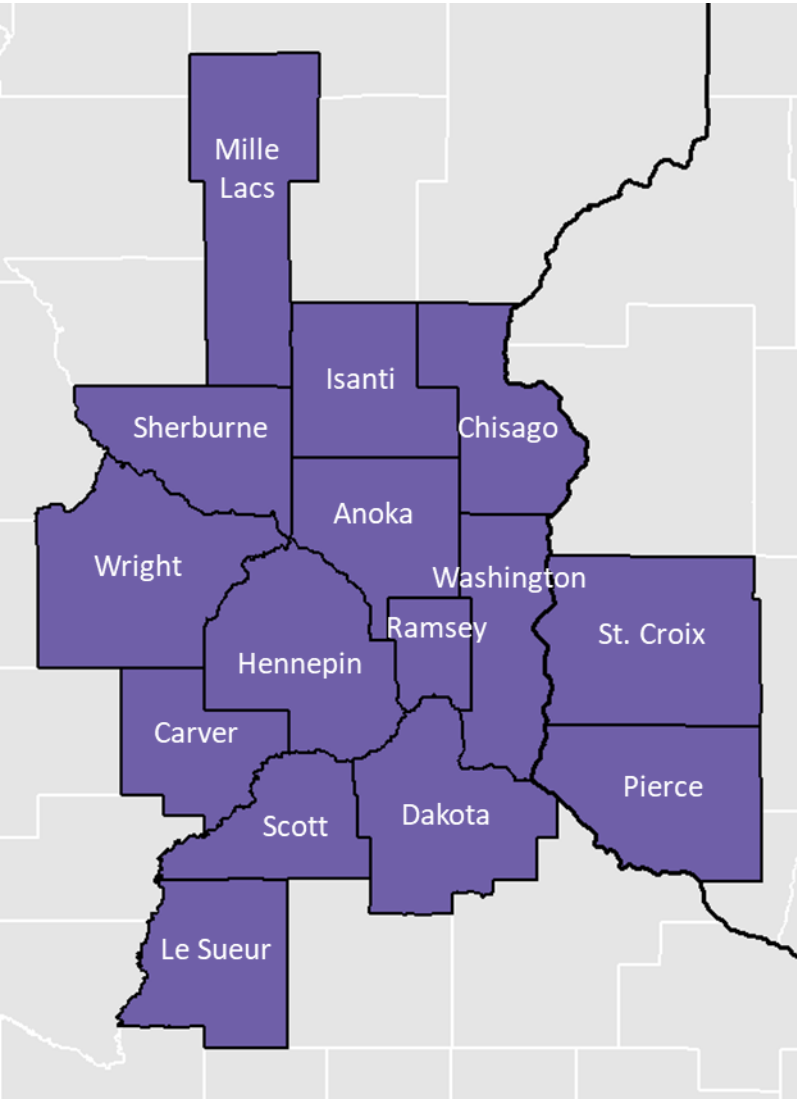 Mille
Lacs
Isanti
Sherburne
Chisago
Anoka
Wright
Washington
Ramsey
St. Croix
Hennepin
Carver
Pierce
Dakota
Scott
Le Sueur